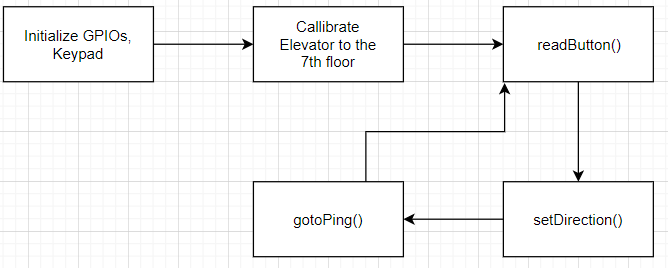 Initialize GPIOs,
Keypad
Callibrate
Elevator to the
7th floor
readButton()
gotoPing()
setDirection()